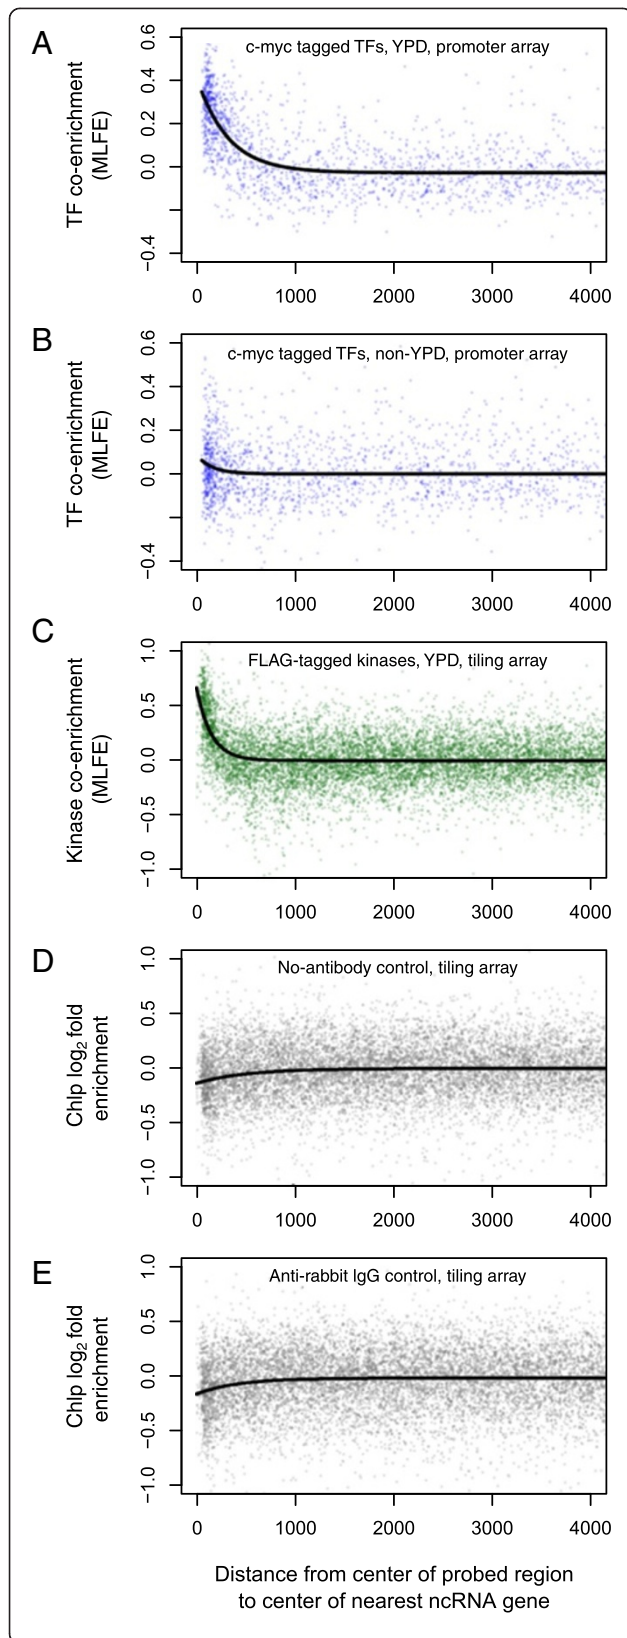 A
c-myc tagged TFs, YPD, promoter array
TF co-enrichment
(MLFE)
0.6
0.4
0.2
0.0
−0.4
0 1000 2000 3000 4000
B
c-myc tagged TFs, non-YPD, promoter array
TF co-enrichment
(MLFE)
0.6
0.4
0.2
0.0
−0.4
0 1000 2000 3000 4000
C
FLAG-tagged kinases, YPD, tiling array
Kinase co-enrichment
(MLFE)
1.0
0.5
0.0
−0.5
−1.0
0 1000 2000 3000 4000
D
No-antibody control, tiling array
ChIp log2 fold
enrichment
1.0
0.5
0.0
−0.5
−1.0
0 1000 2000 3000 4000
E
Anti-rabbit IgG control, tiling array
ChIp log2 fold
enrichment
1.0
0.5
0.0
−0.5
−1.0
0 1000 2000 3000 4000
Distance from center of probed region
to center of nearest ncRNA gene